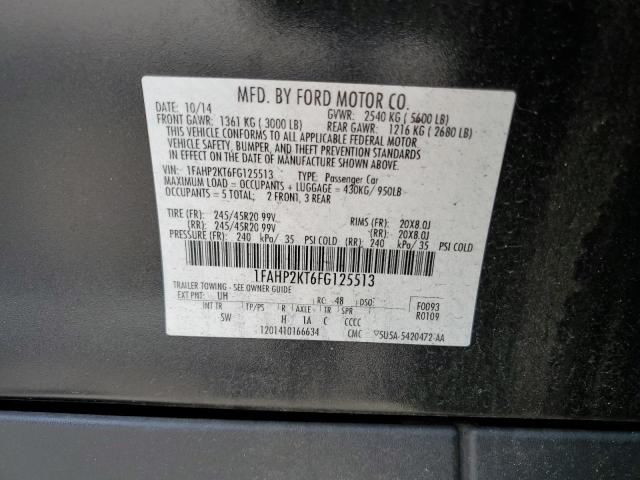 MFD. BY FORD MOTOR CO.
DATE: 10/14 GVWR: 2540 KG ( 5600 LB)
FRONT GAWR: 1361 KG ( 3000 LB) REAR GAWR: 1216 KG ( 2680 LB)
THIS VEHICLE CONFORMS TO ALL APPLICABLE FEDERAL MOTOR
VEHICLE SAFETY, BUMPER, AND THEFT PREVENTION STANDARDS
IN EFFECT ON THE DATE OF MANUFACTURE SHOWN ABOVE.
VIN: 1FAHP2KT6FG125513 TYPE: Passenger Car
MAXIMUM LOAD = OCCUPANTS + LUGGAGE = 430KG/ 950LB
OCCUPANTS = 5 TOTAL; 2 FRONT, 3 REAR
TIRE (FR): 245/45R20 99V RIMS (FR): 20X8.0J
(RR): 245/45R20 99V (RR): 20X8.0J
PRESSURE (FR): 240 kPa/ 35 PSI COLD (RR): 240 kPa/ 35 PSI COLD
1FAHP2KT6FG125513
TRAILER TOWING - SEE OWNER GUIDE
EXT PNT: UH RC: 48 DSO: F0093
INT TR TP/PS R AXLE TR SPR R0109
SW H 1A C CCCC
1201410166634 CMC ▽5U5A-5420472-AA